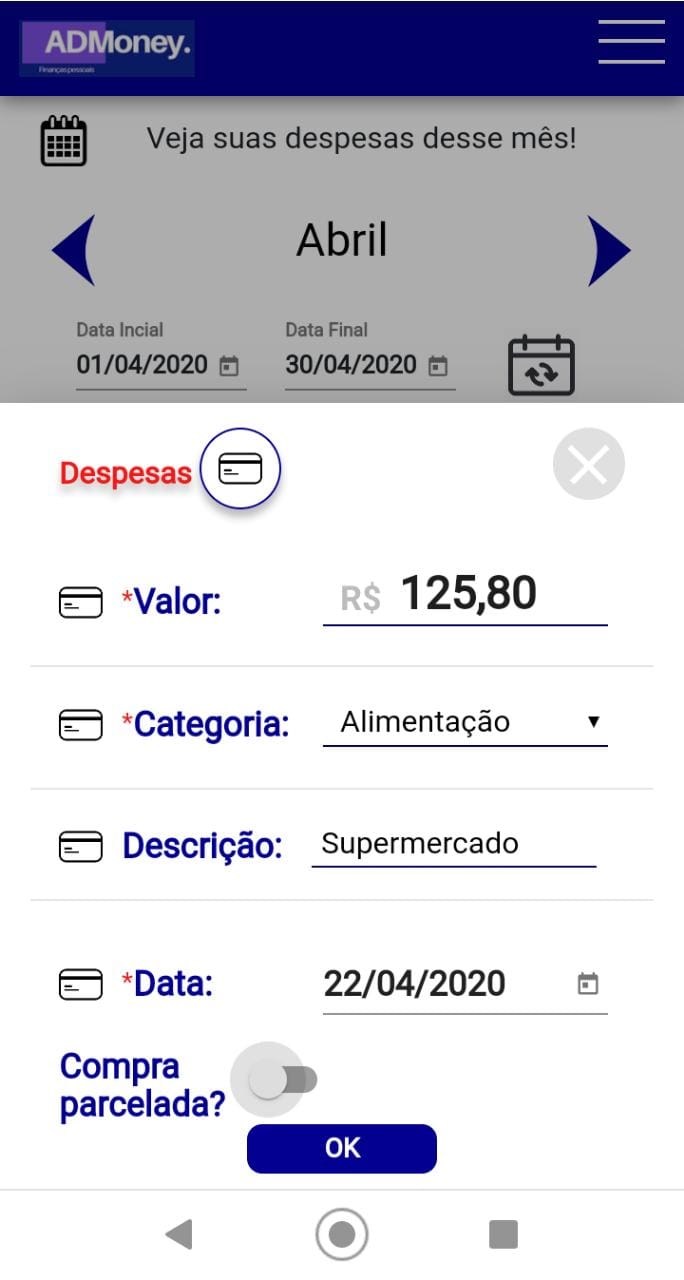 ADMoney.
Finanças pessoais
Veja suas despesas desse mês!
Abril
Data Incial
Data Final
01/04/2020
30/04/2020
Despesas
*Valor:
R$ 125,80
*Categoria:
Alimentação
Descrição:
Supermercado
*Data:
22/04/2020
Compra
parcelada?
OK